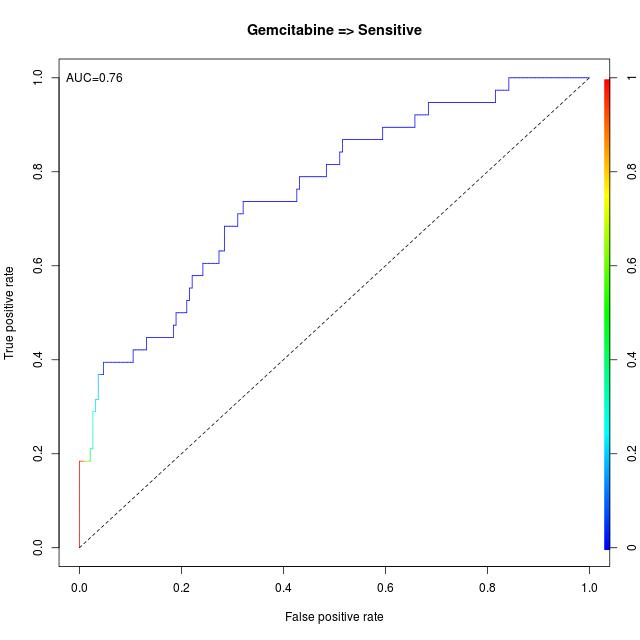 Gemcitabine => Sensitive
AUC=0.76
True positive rate
1.0
0.8
0.6
0.4
0.2
0.0
1
0.8
0.6
0.4
0.2
0
0.0 0.2 0.4 0.6 0.8 1.0
False positive rate